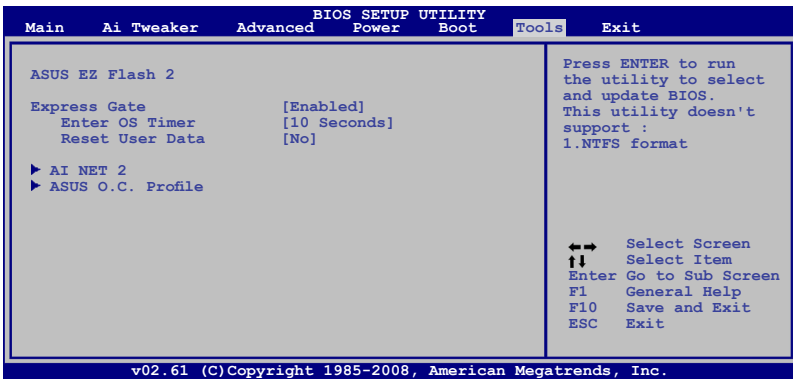 BIOS SETUP UTILITY
Main Ai Tweaker Advanced Power Boot Tools Exit
ASUS EZ Flash 2
Express Gate [Enabled]
Enter OS Timer [10 Seconds]
Reset User Data [No]
AI NET 2
ASUS O.C. Profile
Press ENTER to run
the utility to select
and update BIOS.
This utility doesn't
support :
1.NTFS format
Select Screen
Select Item
Enter Go to Sub Screen
F1 General Help
F10 Save and Exit
ESC Exit
v02.61 (C)Copyright 1985-2008, American Megatrends, Inc.